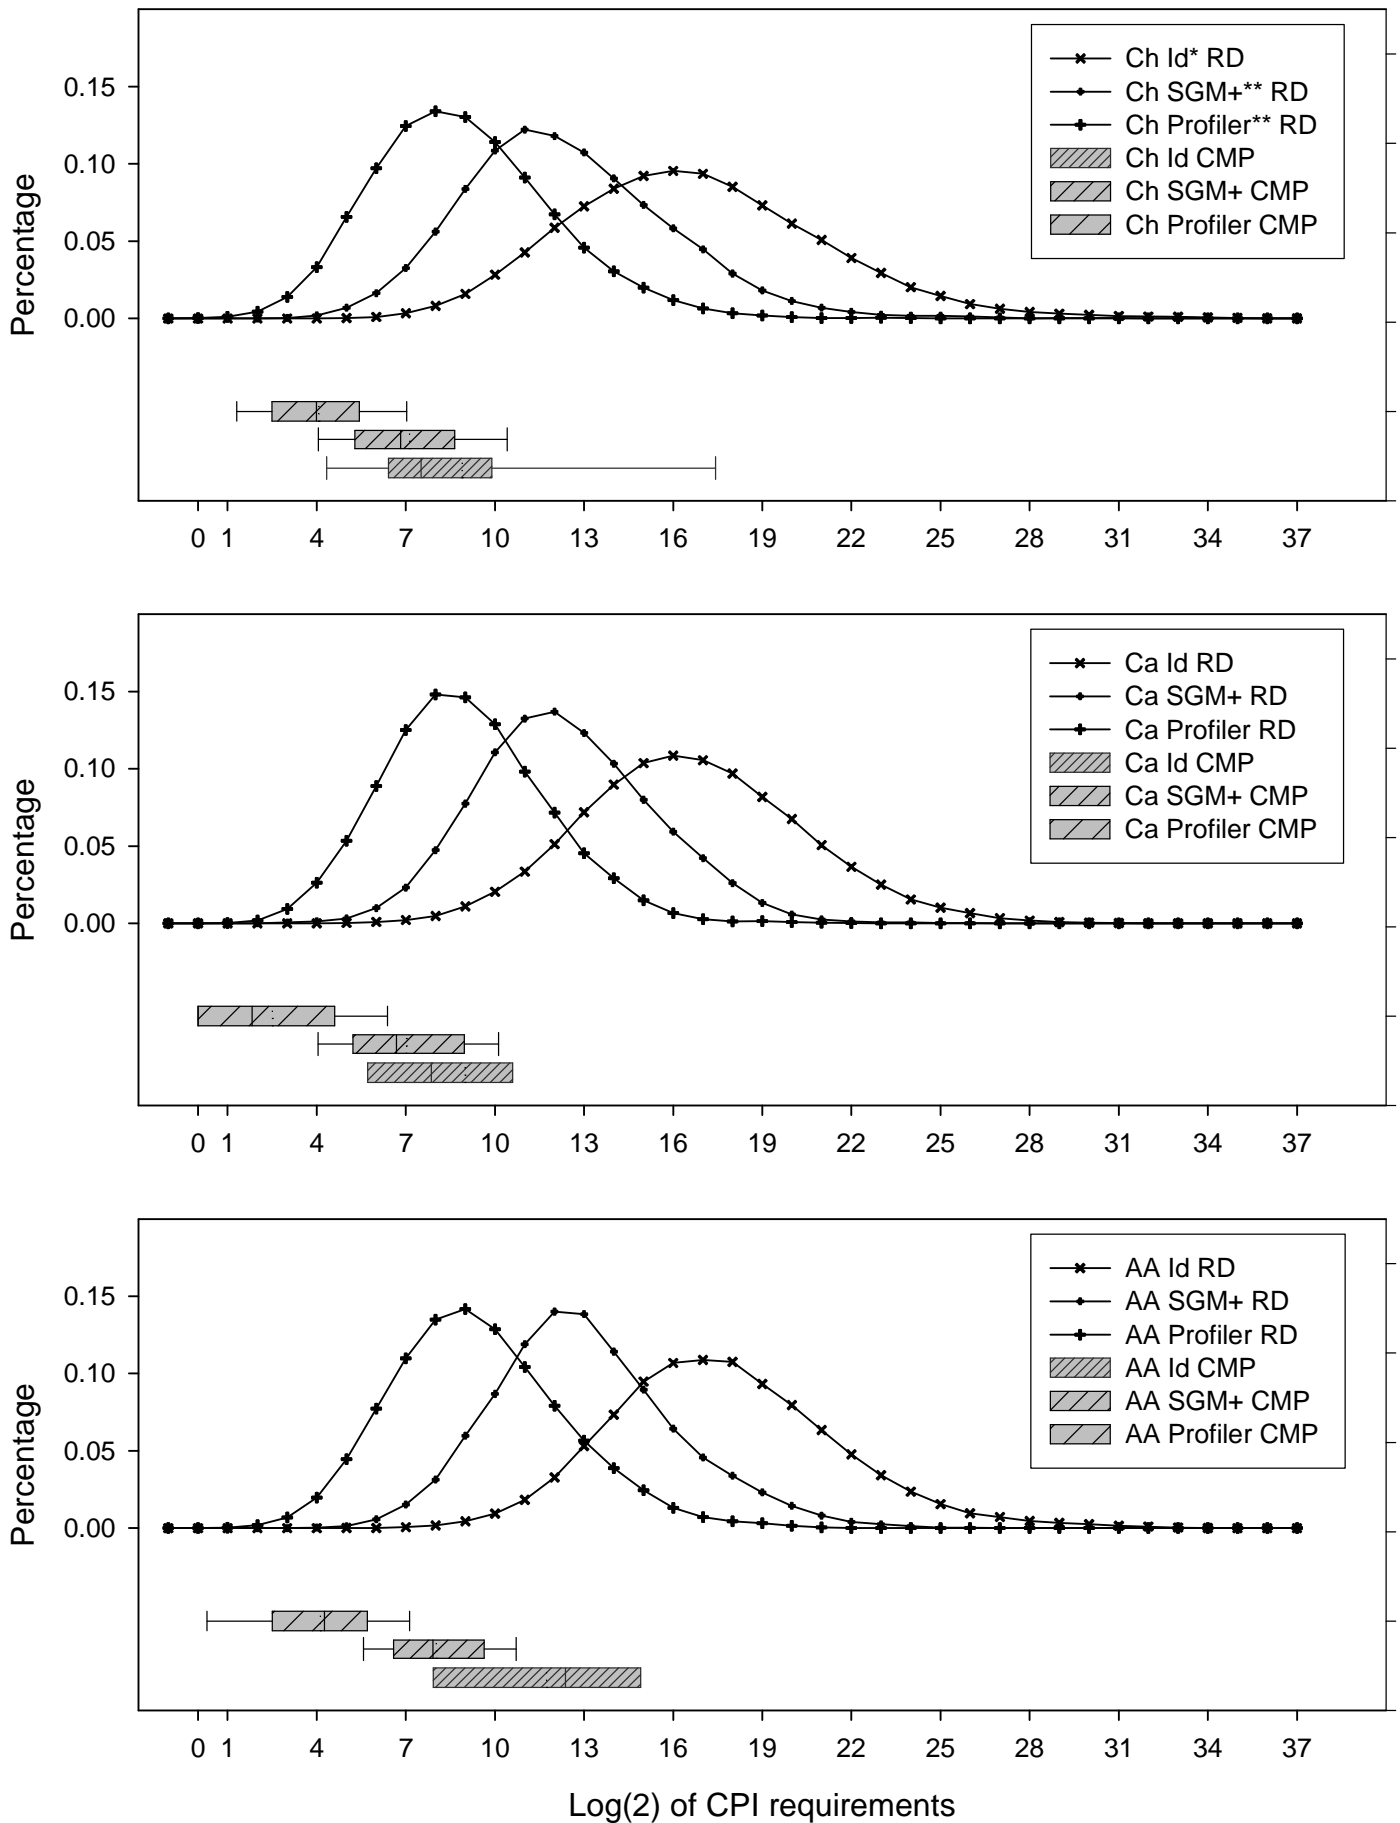 Ch Id* RD
Ch SGM+** RD
Ch Profiler** RD
Ch Id CMP
Ch SGM+ CMP
Ch Profiler CMP
Percentage
0.15
0.10
0.05
0.00
0 1 4 7 10 13 16 19 22 25 28 31 34 37
Ca Id RD
Ca SGM+ RD
Ca Profiler RD
Ca Id CMP
Ca SGM+ CMP
Ca Profiler CMP
Percentage
0.15
0.10
0.05
0.00
0 1 4 7 10 13 16 19 22 25 28 31 34 37
AA Id RD
AA SGM+ RD
AA Profiler RD
AA Id CMP
AA SGM+ CMP
AA Profiler CMP
Percentage
0.15
0.10
0.05
0.00
0 1 4 7 10 13 16 19 22 25 28 31 34 37
Log(2) of CPI requirements